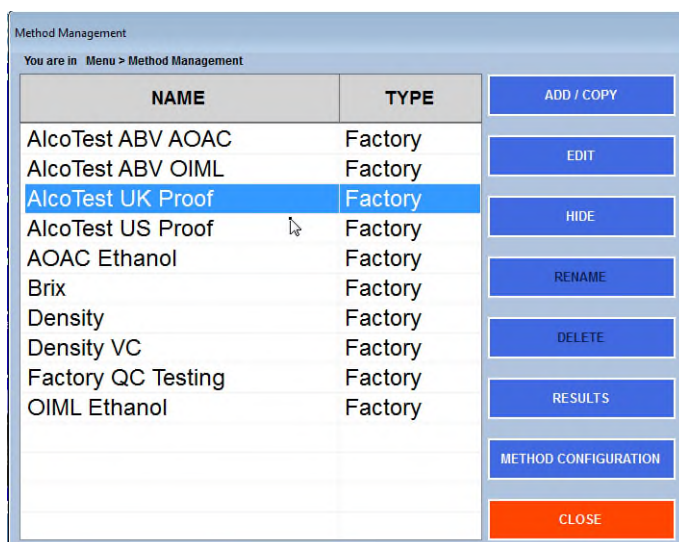 Method Management
You are in Menu > Method Management
NAME TYPE
AlcoTest ABV AOAC Factory
AlcoTest ABV OIML Factory
AlcoTest UK Proof Factory
AlcoTest US Proof Factory
AOAC Ethanol Factory
Brix Factory
Density Factory
Density VC Factory
Factory QC Testing Factory
OIML Ethanol Factory
ADD / COPY
EDIT
HIDE
RENAME
DELETE
RESULTS
METHOD CONFIGURATION
CLOSE